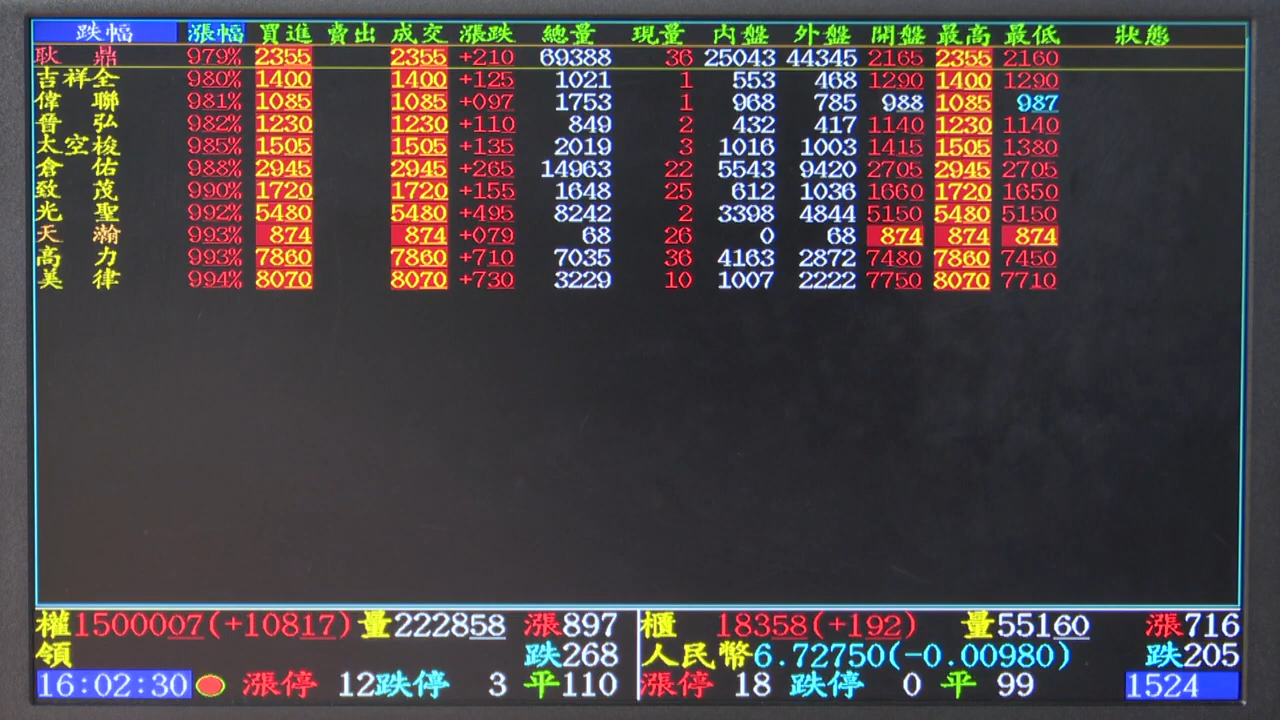 跌幅 漲幅 買進 賣出 成交 漲跌 總量 現量 內盤 外盤 開盤 最高 最低 狀態
耿鼎 979% 2355 2355 +210 69388 36 25043 44345 2165 2355 2160
吉祥全 980% 1400 1400 +125 1021 1 553 468 1290 1400 1290
偉聯 981% 1085 1085 +097 1753 1 968 785 988 1085 987
晉弘 982% 1230 1230 +110 849 2 432 417 1140 1230 1140
太空梭 985% 1505 1505 +135 2019 3 1016 1003 1415 1505 1380
倉佑 988% 2945 2945 +265 14963 22 5543 9420 2705 2945 2705
致茂 990% 1720 1720 +155 1648 25 612 1036 1660 1720 1650
光聖 992% 5480 5480 +495 8242 2 3398 4844 5150 5480 5150
天瀚 993% 874 874 +079 68 26 0 68 874 874 874
高力 993% 7860 7860 +710 7035 36 4163 2872 7480 7860 7450
美律 994% 8070 8070 +730 3229 10 1007 2222 7750 8070 7710
權1500007(+10817) 量222858 漲897 櫃 18358(+192) 量55160 漲716
領 跌268 人民幣6.72750(-0.00980) 跌205
16:02:30 漲停 12跌停 3 平110 漲停 18 跌停 0 平 99 1524